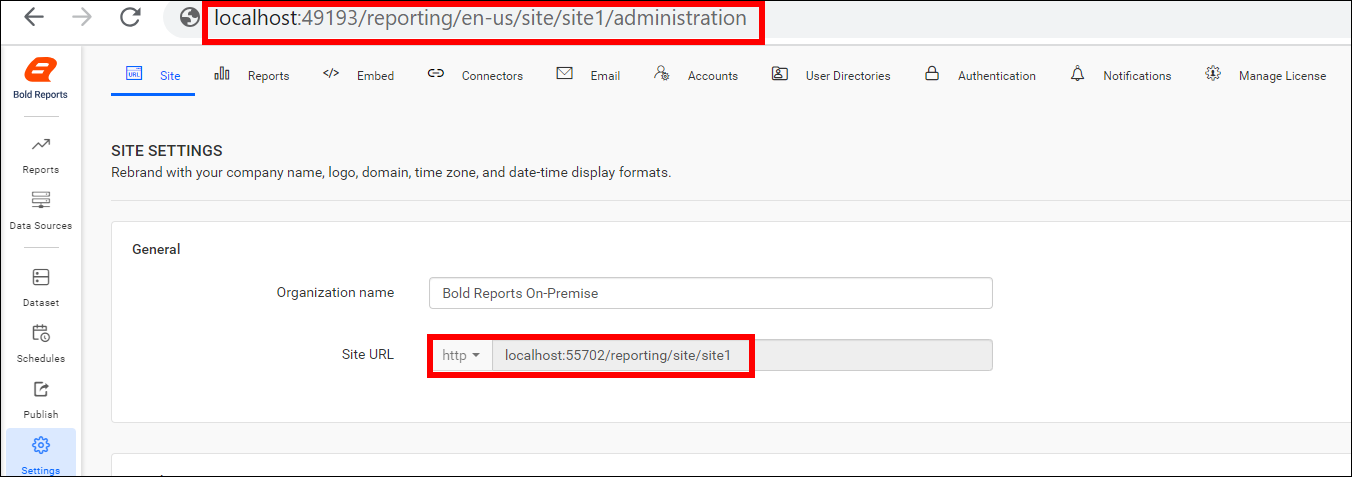 localhost:49193/reporting/en-us/site/site1/administration
Bold Reports
URL Site Reports </> Embed Connectors Email Accounts User Directories Authentication Notifications Manage License
Reports
Data Sources
Dataset
Schedules
Publish
Settings
SITE SETTINGS
Rebrand with your company name, logo, domain, time zone, and date-time display formats.
General
Organization name Bold Reports On-Premise
Site URL http localhost:55702/reporting/site/site1